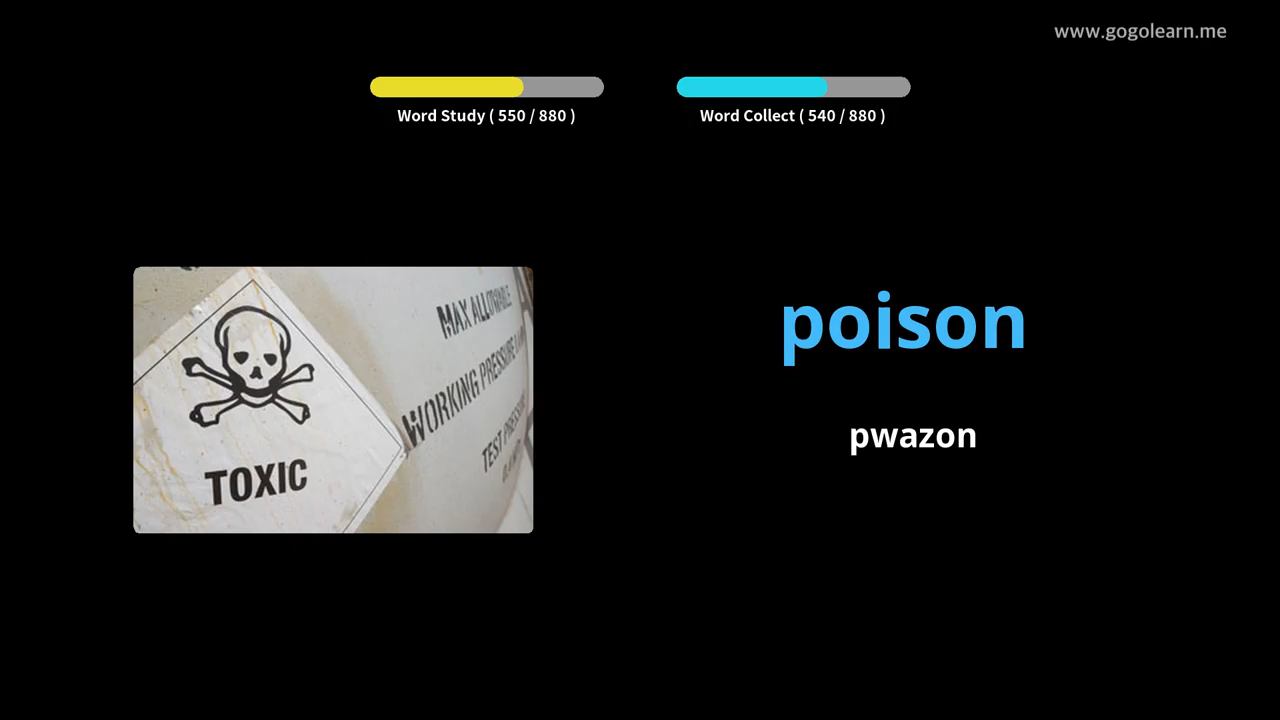 www.gogolearn.me
Word Study ( 550 / 880 )
Word Collect ( 540 / 880 )
MAX ALLOWABLE
WORKING PRESSURE
TEST PRESSURE
TOXIC
poison
pwazon